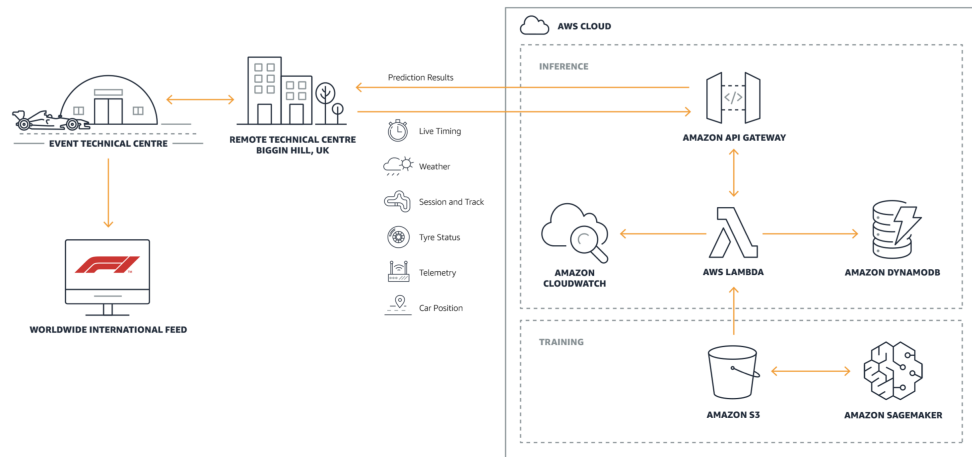 AWS CLOUD
INFERENCE
Prediction Results
</>
AMAZON API GATEWAY
EVENT TECHNICAL CENTRE
REMOTE TECHNICAL CENTRE
BIGGIN HILL, UK
Live Timing
Weather
Session and Track
Tyre Status
Telemetry
Car Position
F1
WORLDWIDE INTERNATIONAL FEED
AMAZON
CLOUDWATCH
AWS LAMBDA
AMAZON DYNAMODB
TRAINING
AMAZON S3
AMAZON SAGEMAKER